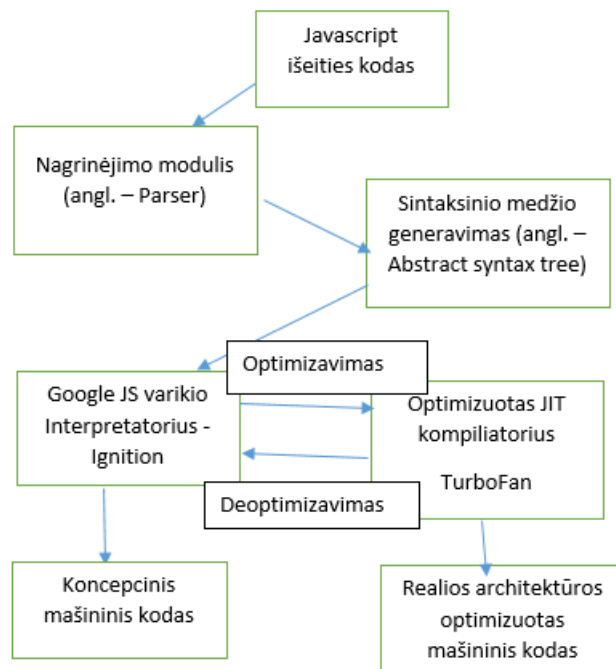 Javascript
išeities kodas
Nagrinėjimo modulis
(angl. – Parser)
Sintaksinio medžio
generavimas (angl. –
Abstract syntax tree)
Optimizavimas
Google JS varikio
Interpretatorius -
Ignition
Optimizuotas JIT
kompiliatorius
TurboFan
Deoptimizavimas
Koncepcinis
mašininis kodas
Realios architektūros
optimizuotas
mašininis kodas